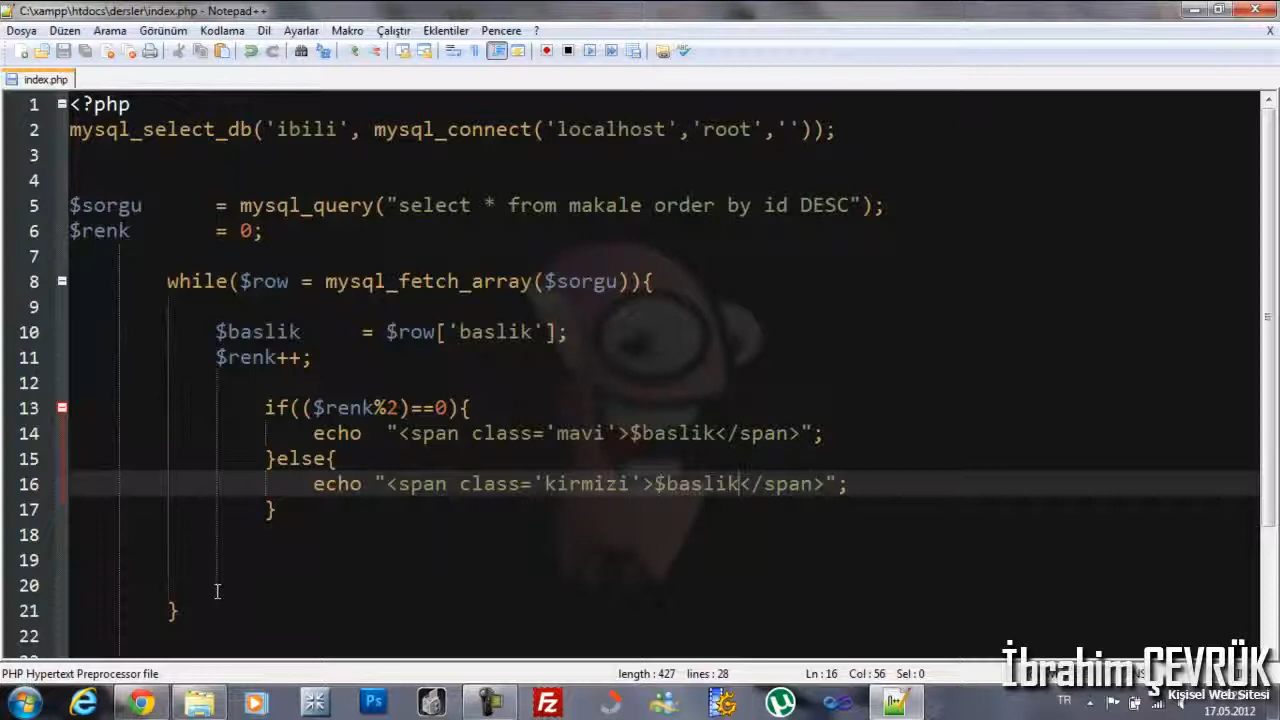 C:\xampp\htdocs\dersler\index.php - Notepad++
Dosya Düzen Arama Görünüm Kodlama Dil Ayarlar Makro Çalıştır Eklentiler Pencere ? X
index.php
1 <?php
2 mysql_select_db('ibili', mysql_connect('localhost','root',''));
3
4
5 $sorgu = mysql_query("select * from makale order by id DESC");
6 $renk = 0;
7
8 while($row = mysql_fetch_array($sorgu)){
9
10 $baslik = $row['baslik'];
11 $renk++;
12
13 if(($renk%2)==0){
14 echo "<span class='mavi'>$baslik</span>";
15 }else{
16 echo "<span class='kirmizi'>$baslik</span>";
17 }
18
19
20
21 }
22
PHP Hypertext Preprocessor file length : 427 lines : 28 Ln : 16 Col : 56 Sel : 0
İbrahim ÇEVRÜK
Kişisel Web Sitesi
TR
17.05.2012